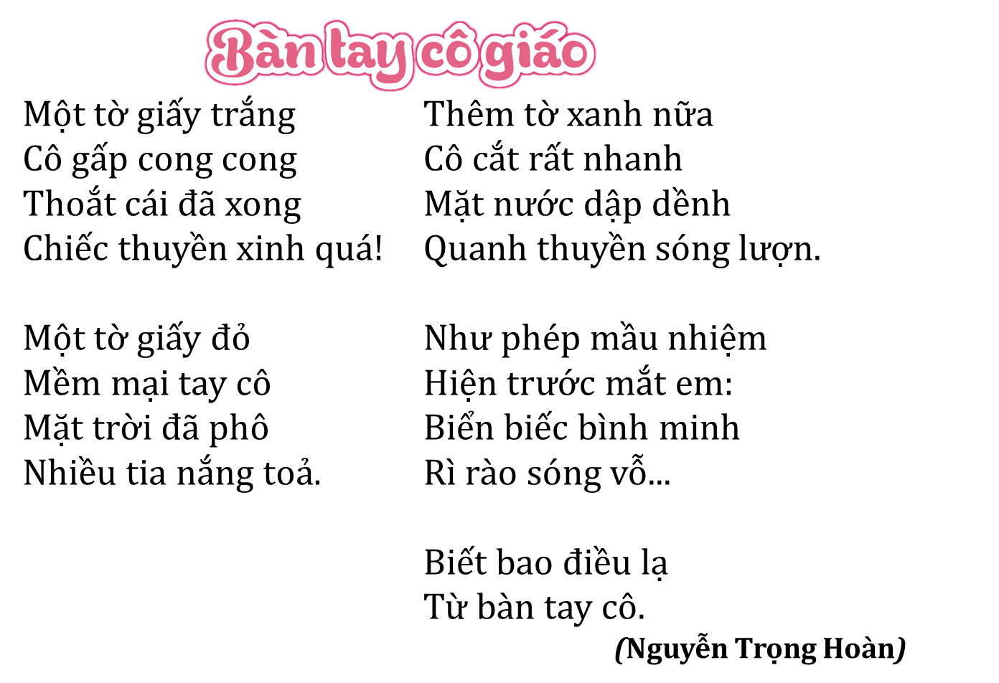 Bàn tay cô giáo
Một tờ giấy trắng
Cô gấp cong cong
Thoắt cái đã xong
Chiếc thuyền xinh quá!
Một tờ giấy đỏ
Mềm mại tay cô
Mặt trời đã phô
Nhiều tia nắng toả.
Thêm tờ xanh nữa
Cô cắt rất nhanh
Mặt nước dập dềnh
Quanh thuyền sóng lượn.
Như phép mầu nhiệm
Hiện trước mắt em:
Biển biếc bình minh
Rì rào sóng vỗ...
Biết bao điều lạ
Từ bàn tay cô.
(Nguyễn Trọng Hoàn)